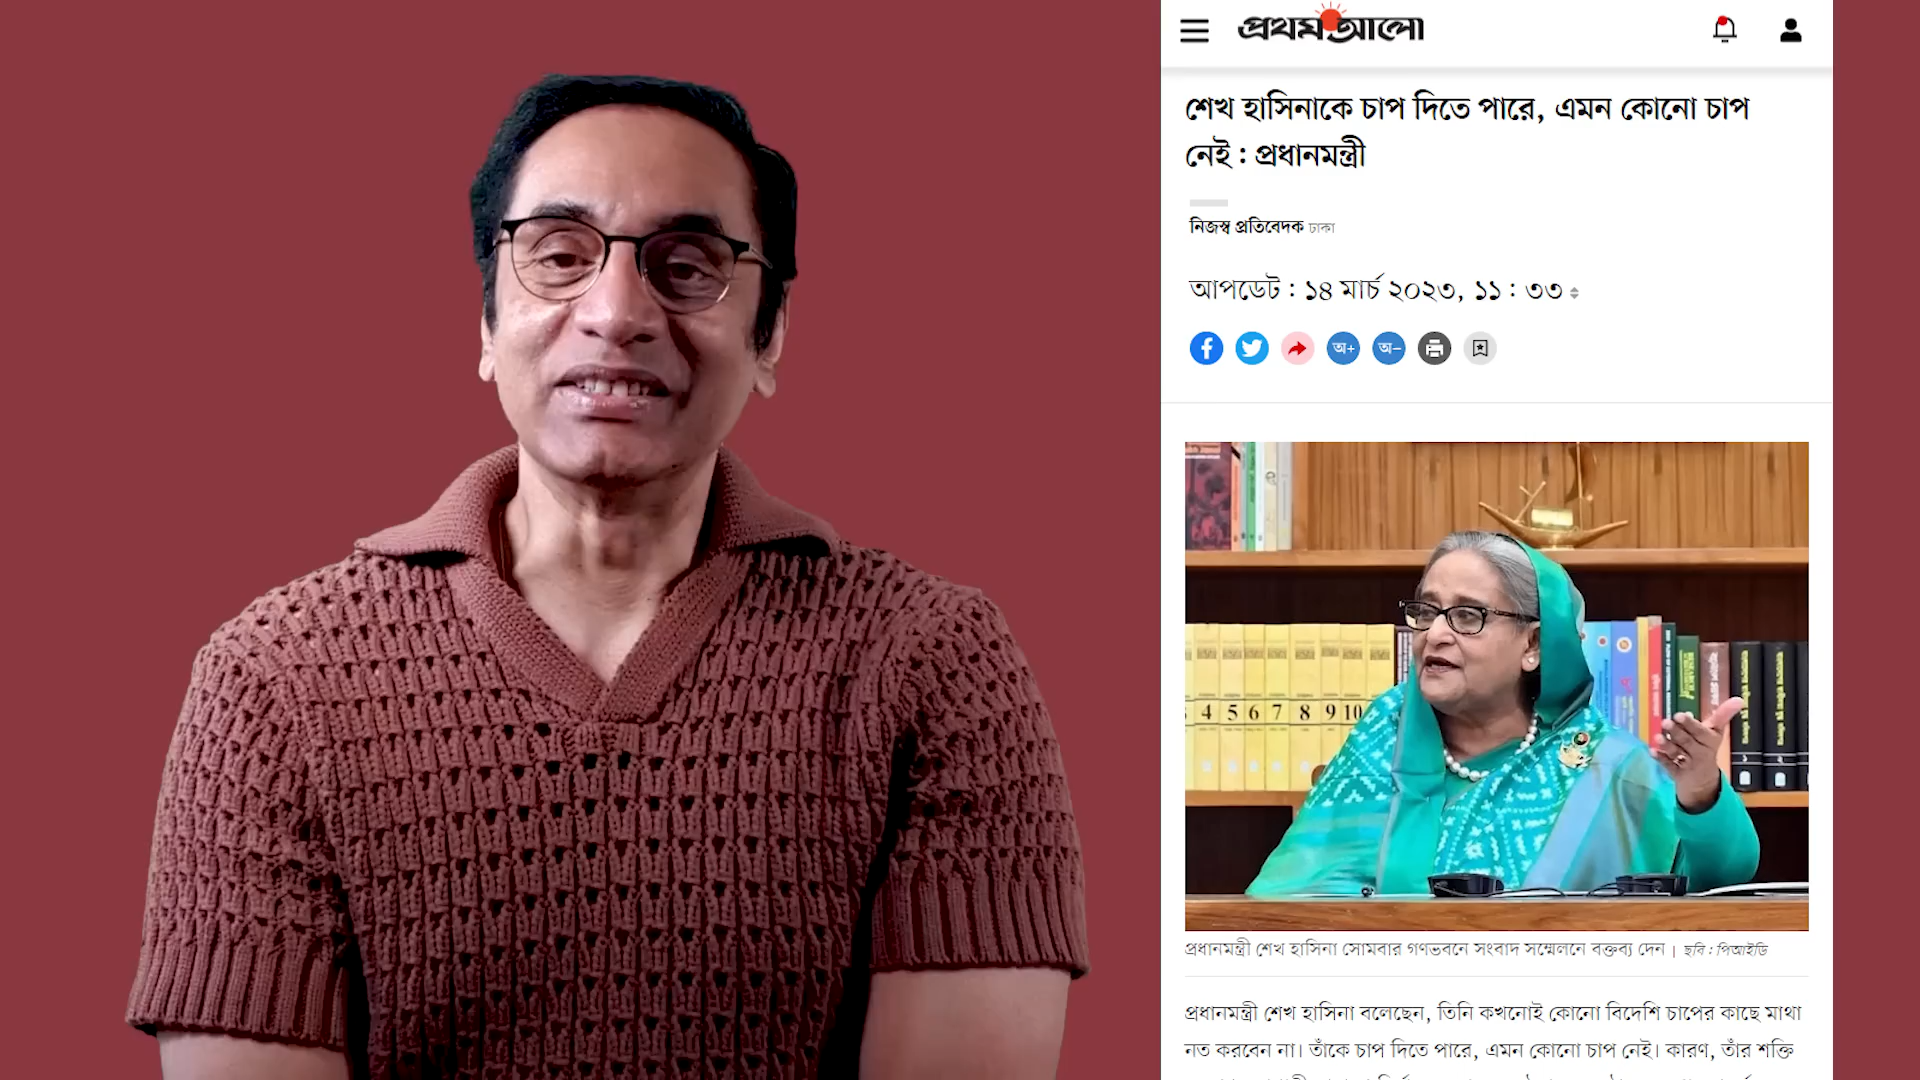 প্রথম আলো
শেখ হাসিনাকে চাপ দিতে পারে, এমন কোনো চাপ
নেই : প্রধানমন্ত্রী
নিজস্ব প্রতিবেদক ঢাকা
আপডেট : ১৪ মার্চ ২০২৩, ১১ : ৩৩
অ+ অ−
4 5 6 7 8 9 10
প্রধানমন্ত্রী শেখ হাসিনা সোমবার গণভবনে সংবাদ সম্মেলনে বক্তব্য দেন। ছবি : পিআইডি
প্রধানমন্ত্রী শেখ হাসিনা বলেছেন, তিনি কখনোই কোনো বিদেশি চাপের কাছে মাথা
নত করবেন না। তাঁকে চাপ দিতে পারে, এমন কোনো চাপ নেই। কারণ, তাঁর শক্তি